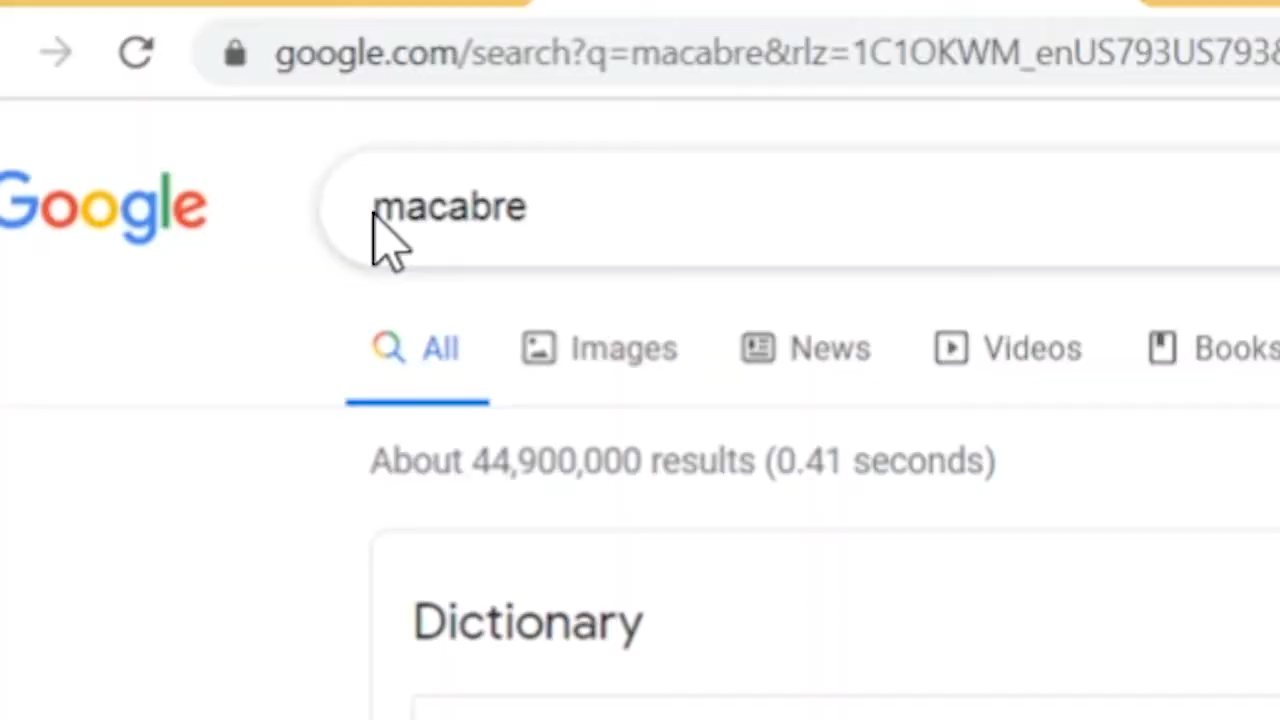 google.com/search?q=macabre&rlz=1C1OKWM_enUS793US793&
Google
macabre
All Images News Videos Books
About 44,900,000 results (0.41 seconds)
Dictionary